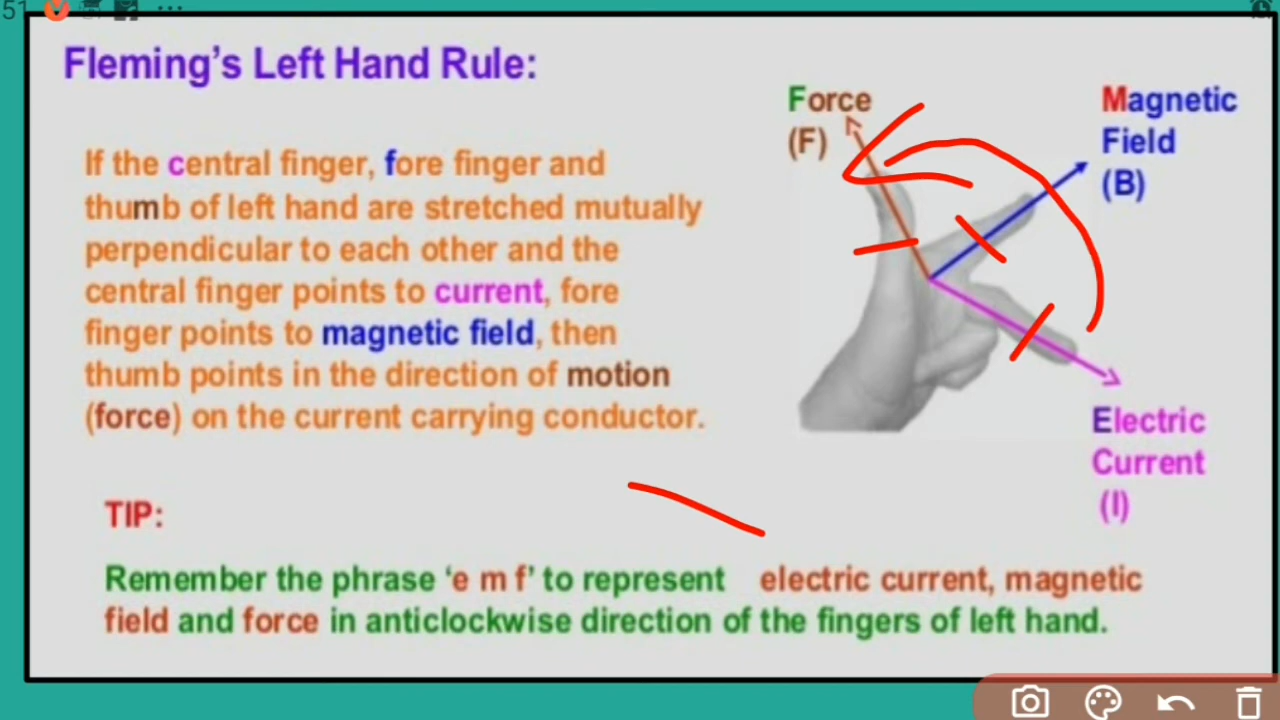 51
Fleming's Left Hand Rule:
If the central finger, fore finger and
thumb of left hand are stretched mutually
perpendicular to each other and the
central finger points to current, fore
finger points to magnetic field, then
thumb points in the direction of motion
(force) on the current carrying conductor.
Force
(F)
Magnetic
Field
(B)
Electric
Current
(I)
TIP:
Remember the phrase 'e m f' to represent electric current, magnetic
field and force in anticlockwise direction of the fingers of left hand.